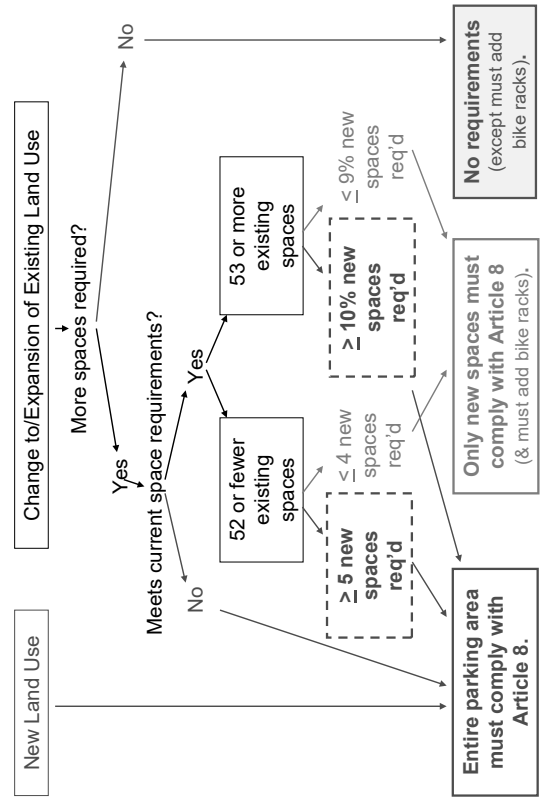 New Land Use
Change to/Expansion of Existing Land Use
More spaces required?
Yes
No
Meets current space requirements?
No
Yes
52 or fewer
existing
spaces
53 or more
existing
spaces
≥ 5 new
spaces
req'd
≤ 4 new
spaces
req'd
≥ 10% new
spaces
req'd
≤ 9% new
spaces
req'd
Entire parking area
must comply with
Article 8.
Only new spaces must
comply with Article 8
(& must add bike racks).
No requirements
(except must add
bike racks).